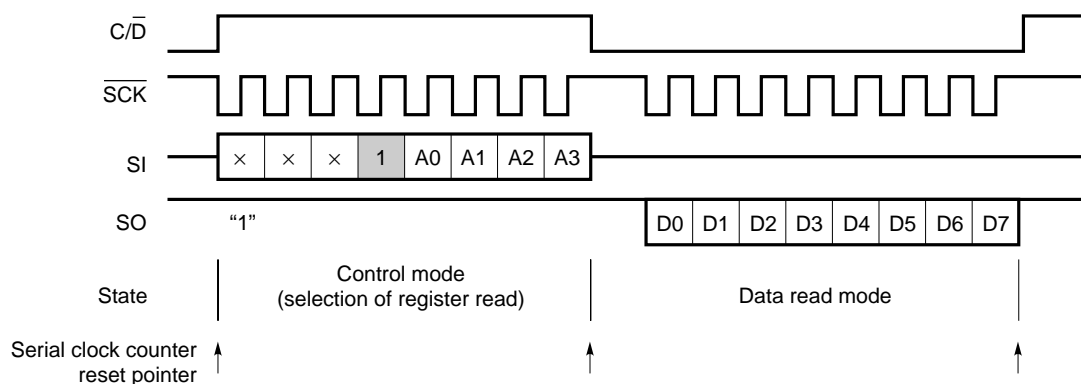 C/D̅
S̅C̅K̅
SI × × × 1 A0 A1 A2 A3
SO “1” D0 D1 D2 D3 D4 D5 D6 D7
State Control mode
(selection of register read) Data read mode
Serial clock counter
reset pointer